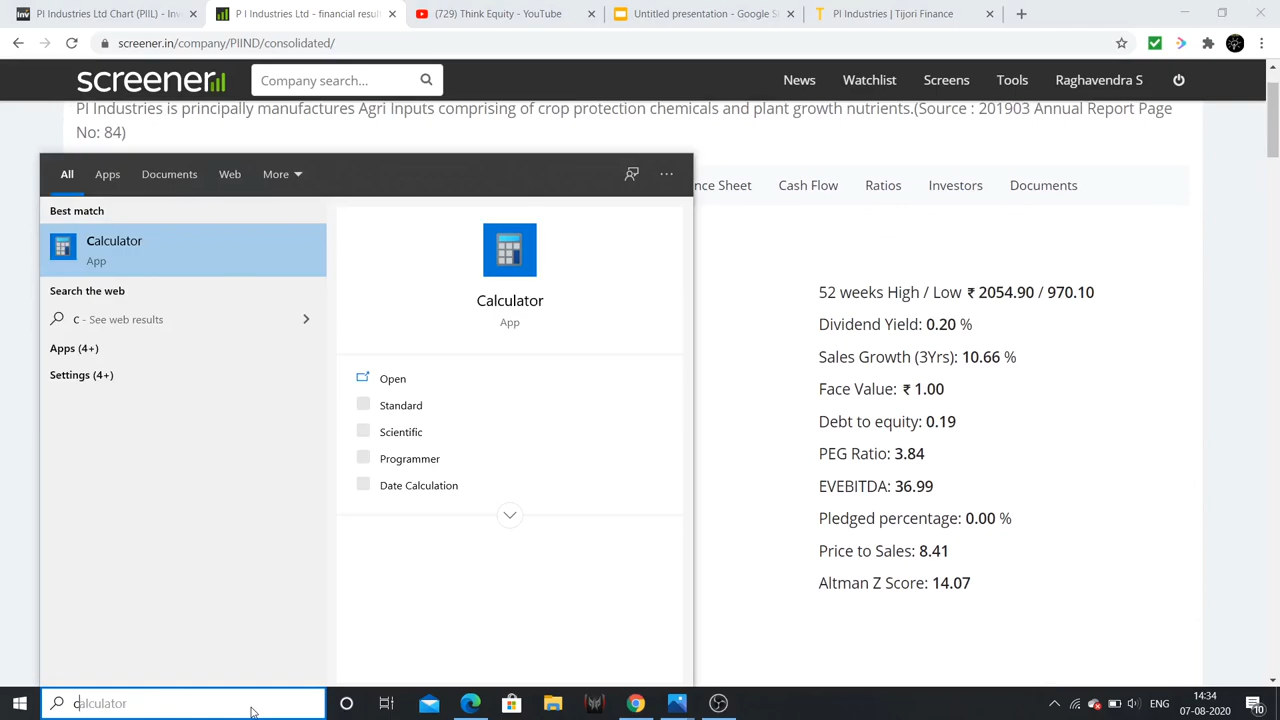 PI Industries Ltd Chart (PIIL) - Inv
P I Industries Ltd - financial resul
(725) Think Equity - YouTube
Untitled presentation - Google Sl
PI Industries | Tijori Finance
screener.in/company/PIIND/consolidated/
screener
Company search...
News
Watchlist
Screens
Tools
Raghavendra S
PI Industries is principally manufactures Agri Inputs comprising of crop protection chemicals and plant growth nutrients.(Source : 201903 Annual Report Page
No: 84)
All
Apps
Documents
Web
More
nce Sheet
Cash Flow
Ratios
Investors
Documents
Best match
Calculator
App
Search the web
c - See web results
Apps (4+)
Settings (4+)
Calculator
App
Open
Standard
Scientific
Programmer
Date Calculation
52 weeks High / Low ₹ 2054.90 / 970.10
Dividend Yield: 0.20 %
Sales Growth (3Yrs): 10.66 %
Face Value: ₹ 1.00
Debt to equity: 0.19
PEG Ratio: 3.84
EVEBITDA: 36.99
Pledged percentage: 0.00 %
Price to Sales: 8.41
Altman Z Score: 14.07
calculator
ENG
14:34
07-08-2020
10